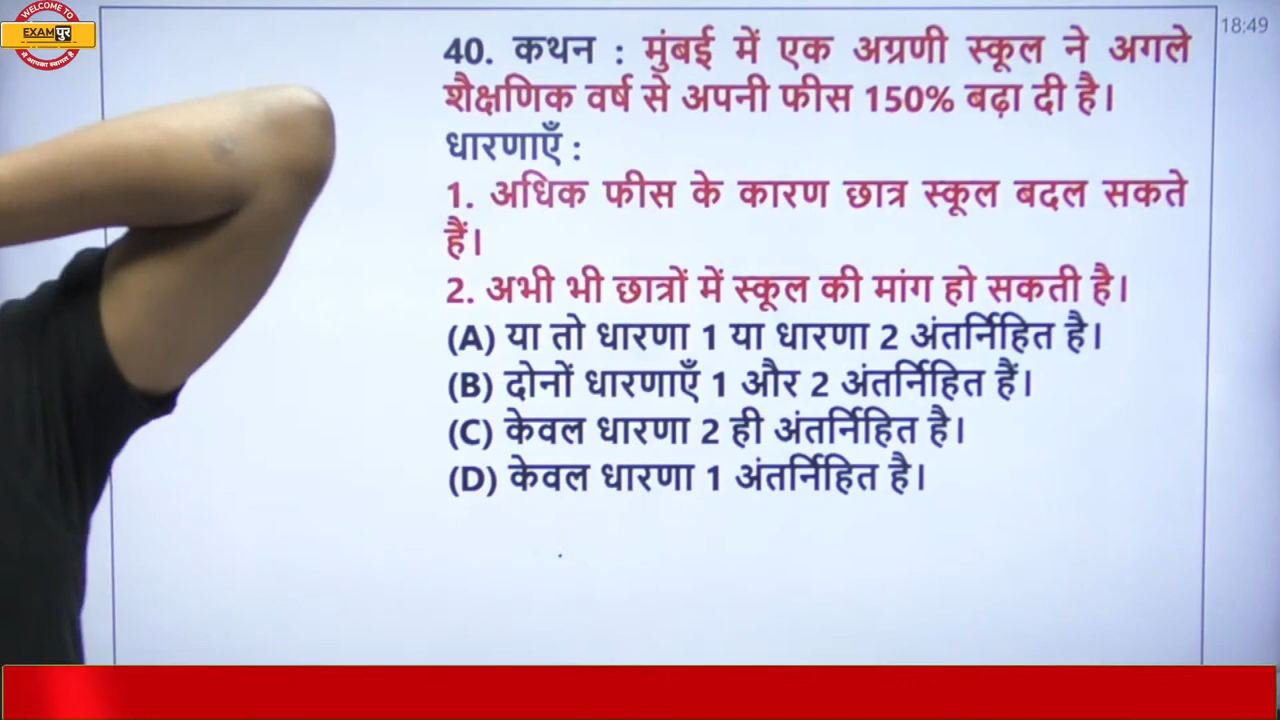 WELCOME TO
EXAMपुर
में आपका स्वागत है
18:49
40. कथन : मुंबई में एक अग्रणी स्कूल ने अगले
शैक्षणिक वर्ष से अपनी फीस 150% बढ़ा दी है।
धारणाएँ :
1. अधिक फीस के कारण छात्र स्कूल बदल सकते
हैं।
2. अभी भी छात्रों में स्कूल की मांग हो सकती है।
(A) या तो धारणा 1 या धारणा 2 अंतर्निहित है।
(B) दोनों धारणाएँ 1 और 2 अंतर्निहित हैं।
(C) केवल धारणा 2 ही अंतर्निहित है।
(D) केवल धारणा 1 अंतर्निहित है।